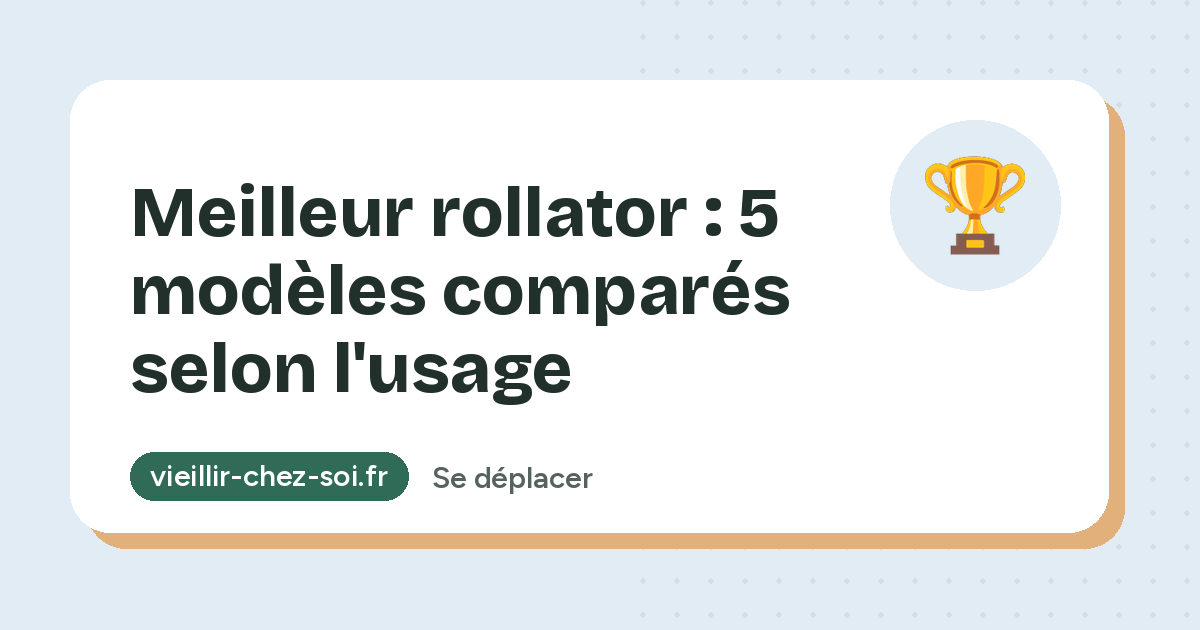 Meilleur rollator : 5
modèles comparés
selon l'usage
vieillir-chez-soi.fr
Se déplacer